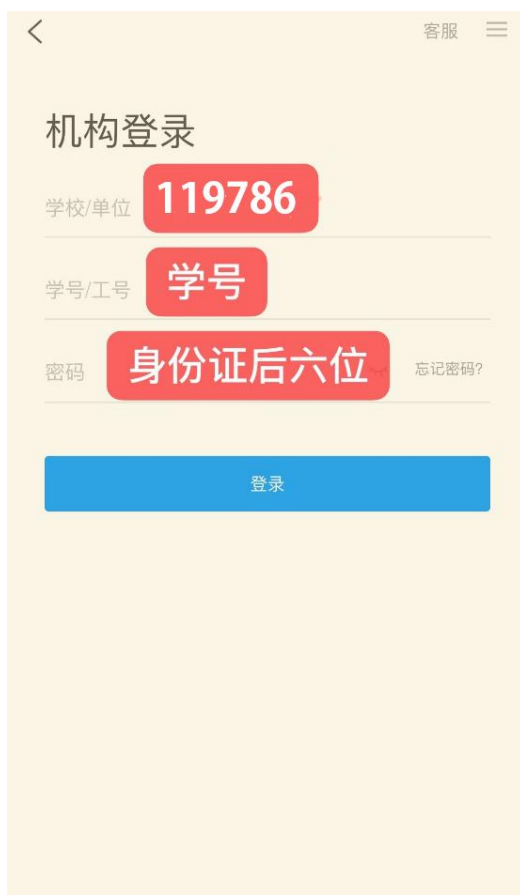 客服
机构登录
学校/单位 119786
学号/工号 学号
密码 身份证后六位 忘记密码?
登录